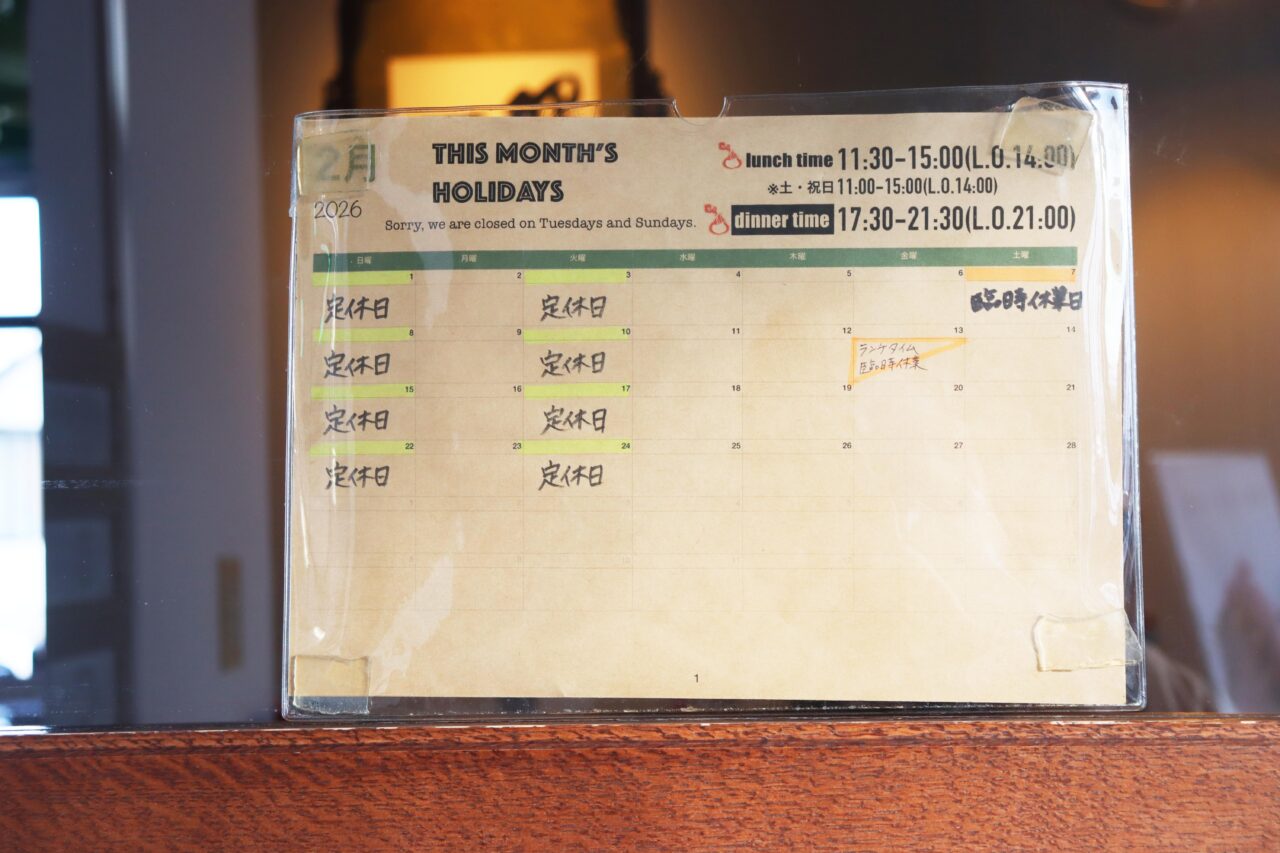 2月
2026
THIS MONTH'S
HOLIDAYS
Sorry, we are closed on Tuesdays and Sundays.
lunch time 11:30-15:00(L.O.14:00)
※土・祝日 11:00-15:00(L.O.14:00)
dinner time 17:30-21:30(L.O.21:00)
日曜 月曜 火曜 水曜 木曜 金曜 土曜
1 2 3 4 5 6 7
定休日 定休日 臨時休業日
8 9 10 11 12 13 14
定休日 定休日 ランチタイム
臨時休業
15 16 17 18 19 20 21
定休日 定休日
22 23 24 25 26 27 28
定休日 定休日
1